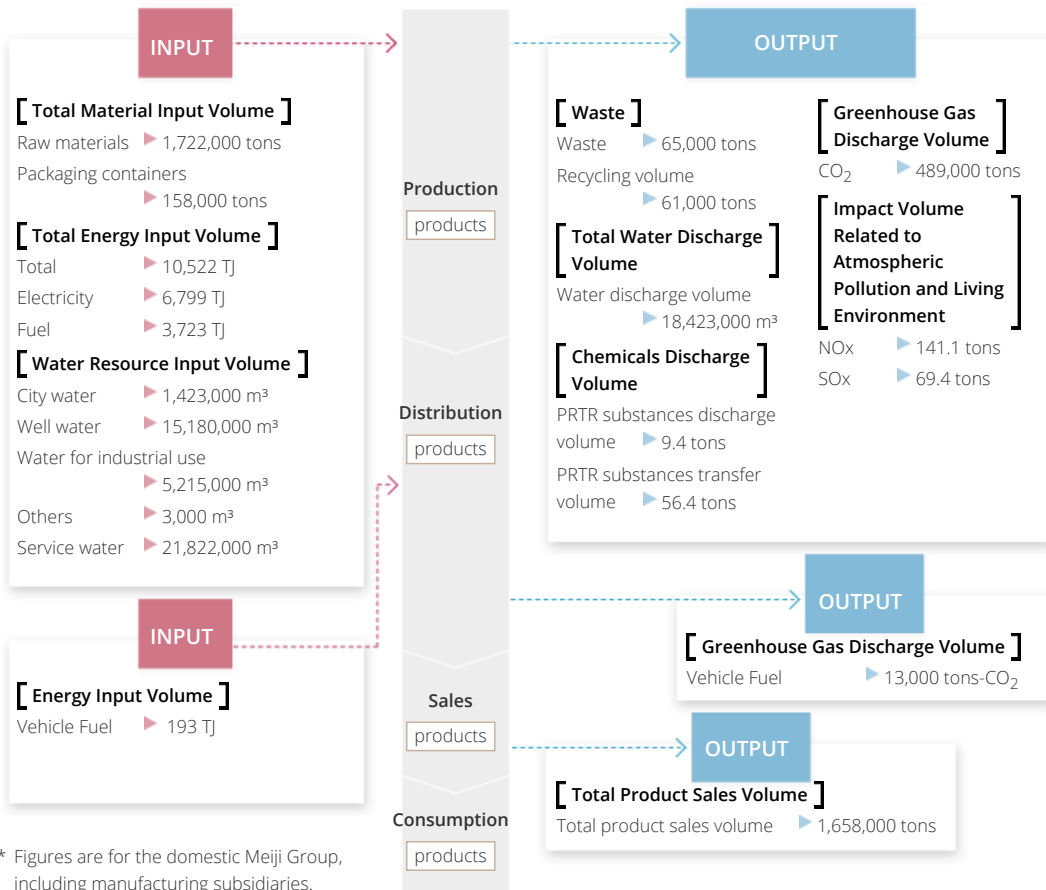 INPUT
[ Total Material Input Volume ]
Raw materials ▶ 1,722,000 tons
Packaging containers
▶ 158,000 tons
[ Total Energy Input Volume ]
Total ▶ 10,522 TJ
Electricity ▶ 6,799 TJ
Fuel ▶ 3,723 TJ
[ Water Resource Input Volume ]
City water ▶ 1,423,000 m³
Well water ▶ 15,180,000 m³
Water for industrial use
▶ 5,215,000 m³
Others ▶ 3,000 m³
Service water ▶ 21,822,000 m³
INPUT
[ Energy Input Volume ]
Vehicle Fuel ▶ 193 TJ
* Figures are for the domestic Meiji Group,
including manufacturing subsidiaries.
Production
products
Distribution
products
Sales
products
Consumption
products
OUTPUT
[ Waste ]
Waste ▶ 65,000 tons
Recycling volume
▶ 61,000 tons
[ Total Water Discharge
Volume ]
Water discharge volume
▶ 18,423,000 m³
[ Chemicals Discharge
Volume ]
PRTR substances discharge
volume ▶ 9.4 tons
PRTR substances transfer
volume ▶ 56.4 tons
[ Greenhouse Gas
Discharge Volume ]
CO₂ ▶ 489,000 tons
[ Impact Volume
Related to
Atmospheric
Pollution and Living
Environment ]
NOx ▶ 141.1 tons
SOx ▶ 69.4 tons
OUTPUT
[ Greenhouse Gas Discharge Volume ]
Vehicle Fuel ▶ 13,000 tons-CO₂
OUTPUT
[ Total Product Sales Volume ]
Total product sales volume ▶ 1,658,000 tons